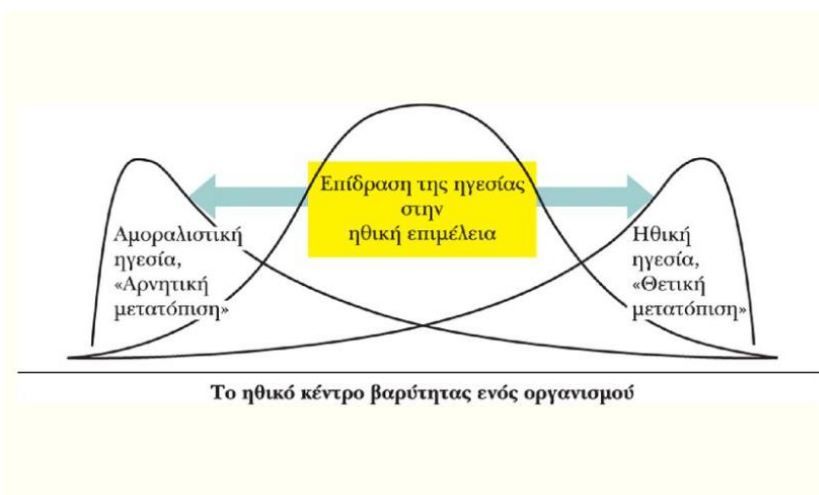 Επίδραση της ηγεσίας
στην
ηθική επιμέλεια
Αμοραλιστική
ηγεσία,
«Αρνητική
μετατόπιση»
Ηθική
ηγεσία,
«Θετική
μετατόπιση»
Το ηθικό κέντρο βαρύτητας ενός οργανισμού